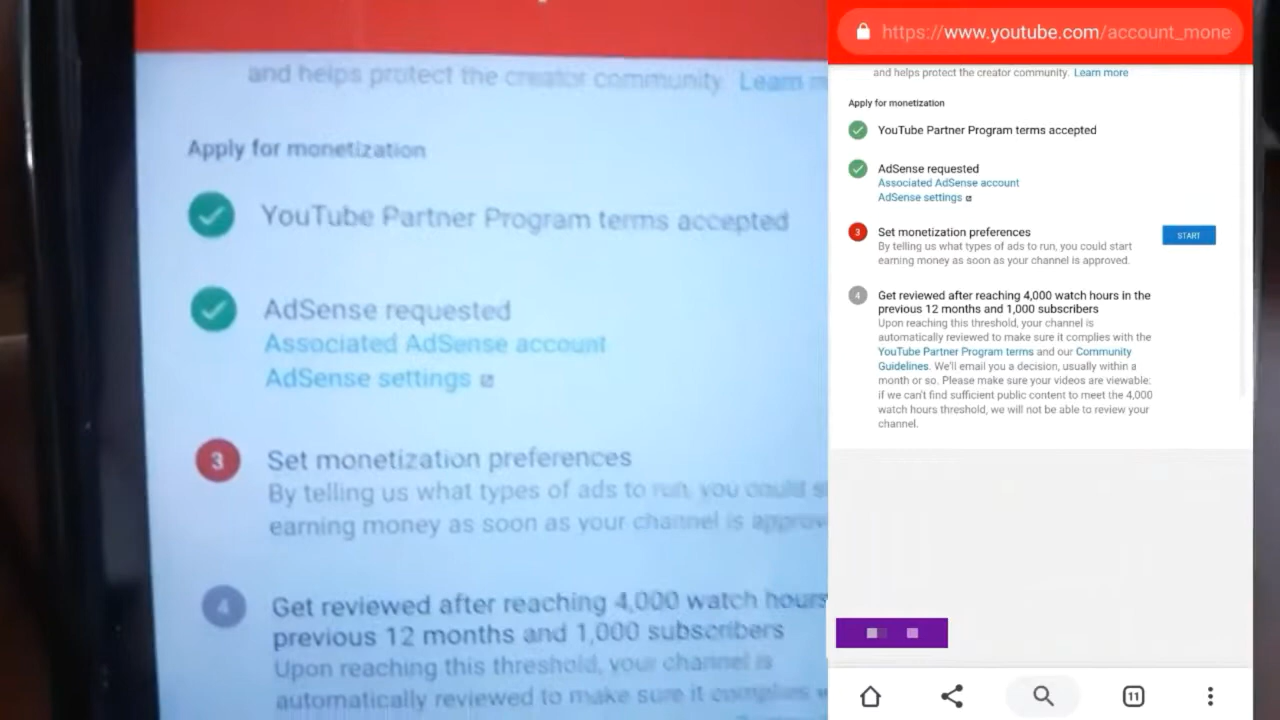 and helps protect the creator community. Learn
Apply for monetization
YouTube Partner Program terms accepted
AdSense requested
Associated AdSense account
AdSense settings
3
Set monetization preferences
By telling us what types of ads to run, you could
earning money as soon as your channel is
4
Get reviewed after reaching 4,000 watch hours
previous 12 months and 1,000 subscribers
Upon reaching this threshold, your channel is
automatically reviewed to make sure it complies
https://www.youtube.com/account_mone
and helps protect the creator community. Learn more
Apply for monetization
YouTube Partner Program terms accepted
AdSense requested
Associated AdSense account
AdSense settings
3
Set monetization preferences
START
By telling us what types of ads to run, you could start
earning money as soon as your channel is approved.
4
Get reviewed after reaching 4,000 watch hours in the
previous 12 months and 1,000 subscribers
Upon reaching this threshold, your channel is
automatically reviewed to make sure it complies with the
YouTube Partner Program terms and our Community
Guidelines. We'll email you a decision, usually within a
month or so. Please make sure your videos are viewable:
if we can't find sufficient public content to meet the 4,000
watch hours threshold, we will not be able to review your
channel.
11